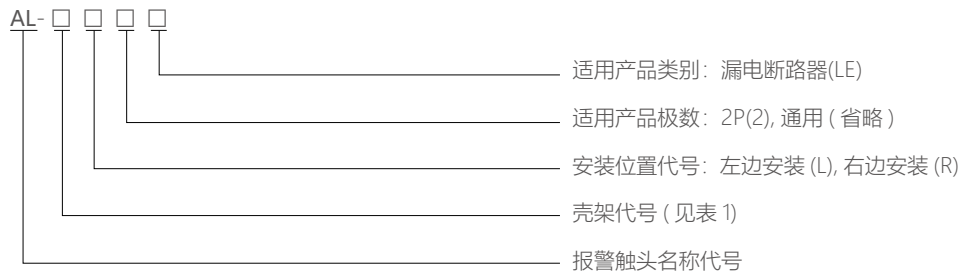 AL-□ □ □ □
适用产品类别：漏电断路器(LE)
适用产品极数：2P(2), 通用 ( 省略 )
安装位置代号：左边安装 (L), 右边安装 (R)
壳架代号 ( 见表 1)
报警触头名称代号